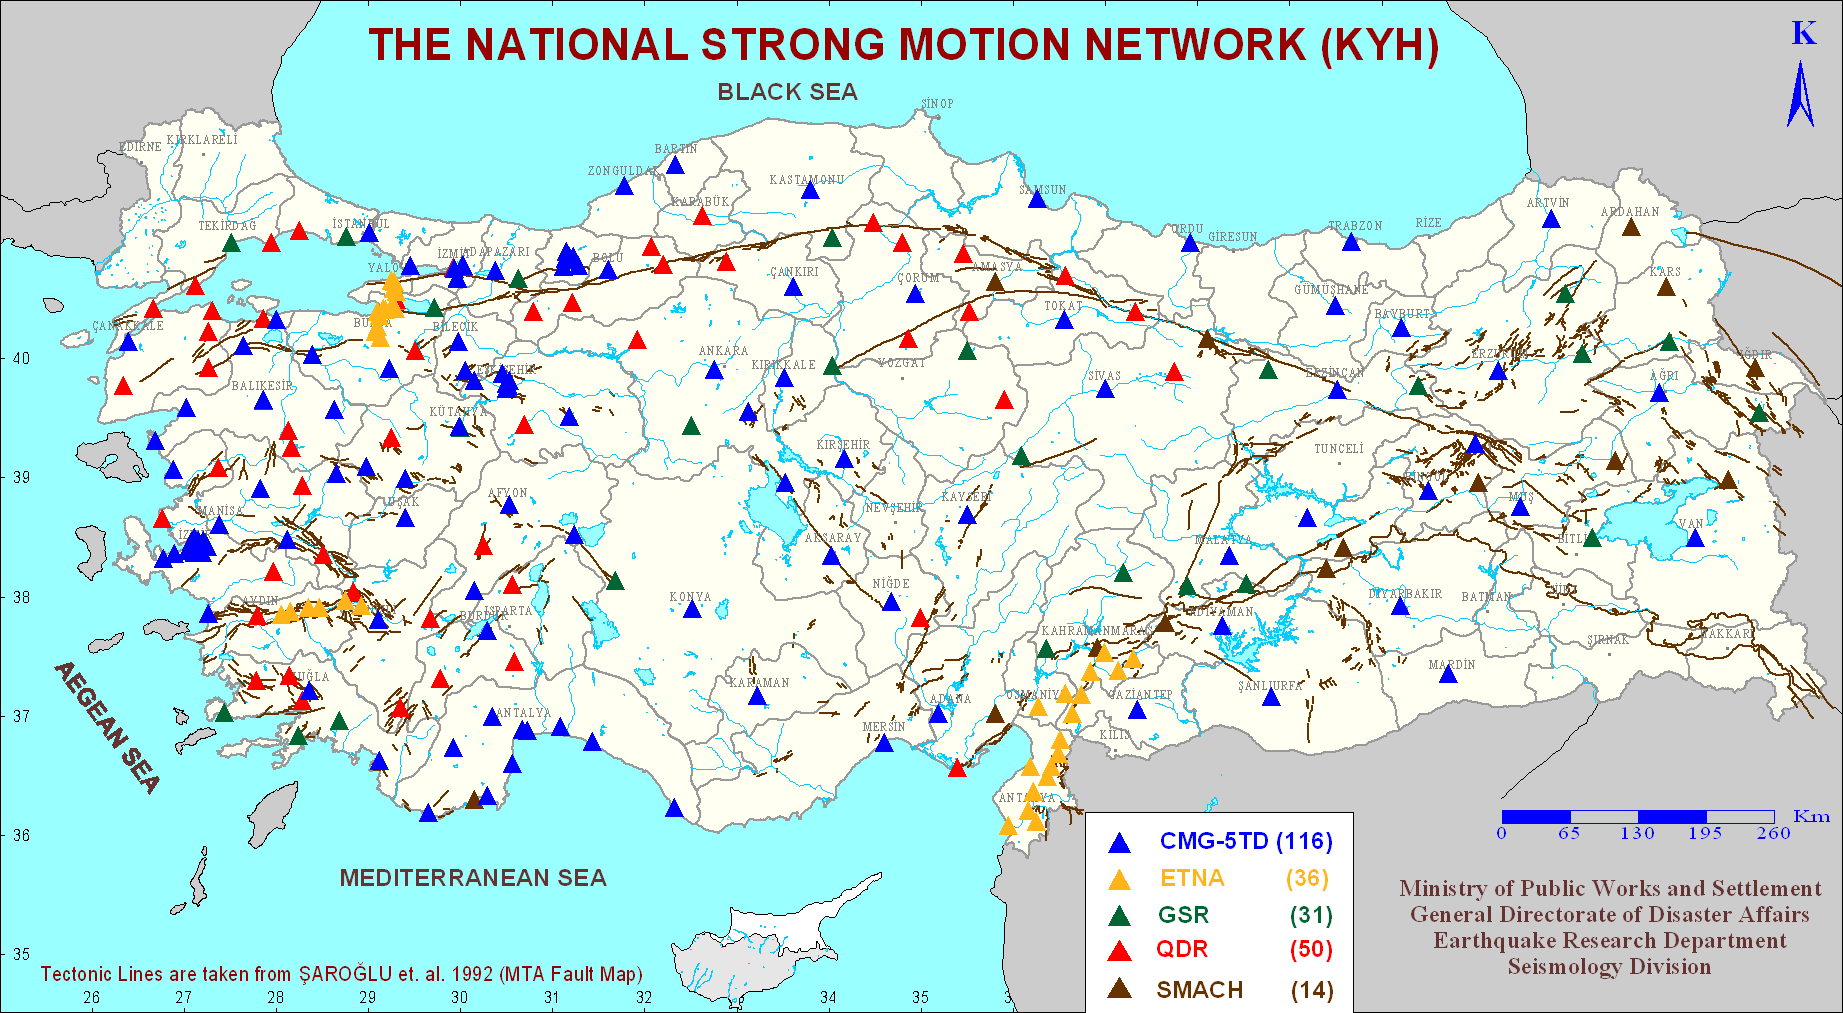 THE NATIONAL STRONG MOTION NETWORK (KYH)
K
BLACK SEA
SİNOP
EDIRNE
KIRKLARELİ
BARTIN
ZONGULDAK
KASTAMONU
SAMSUN
KARABÜK
ARTVİN
ARDAHAN
TEKİRDAĞ
İSTANBUL
ORDU
GİRESUN
TRABZON
RİZE
İZMİ
ADAPAZARI
BOLU
YALO
ÇANKIRI
ÇORUM
AMASYA
KARS
GÜMÜŞHANE
TOKAT
BAYBURT
ÇANAKKALE
BURSA
BİLECİK
40
ANKARA
KIRIKKALE
YOZGAT
SİVAS
ERZİNCAN
ERZURUM
AĞRI
IĞDIR
BALIKESİR
ESKİŞEHİR
KÜTAHYA
KIRŞEHİR
TUNCELİ
39
BİNGÖL
MUŞ
AFYON
UŞAK
KAYSERİ
NEVŞEHİR
MANİSA
VAN
İZ
AKSARAY
MALATYA
BİTLİ
NİĞDE
38
AYDIN
KONYA
BURDUR
ISPARTA
ADIYAMAN
DİYARBAKIR
BATMAN
SİİRT
KAHRAMANMARAŞ
ŞIRNAK
HAKKARİ
MUĞLA
KARAMAN
ADANA
OSMANİYE
GAZİANTEP
ŞANLIURFA
MARDİN
37
ANTALYA
MERSİN
KİLİS
AEGEAN SEA
ANTAKYA
36
MEDITERRANEAN SEA
35
CMG-5TD (116)
ETNA (36)
GSR (31)
QDR (50)
SMACH (14)
Km
0 65 130 195 260
Ministry of Public Works and Settlement
General Directorate of Disaster Affairs
Earthquake Research Department
Seismology Division
Tectonic Lines are taken from ŞAROĞLU et. al. 1992 (MTA Fault Map)
26 27 28 29 30 31 32 34 35